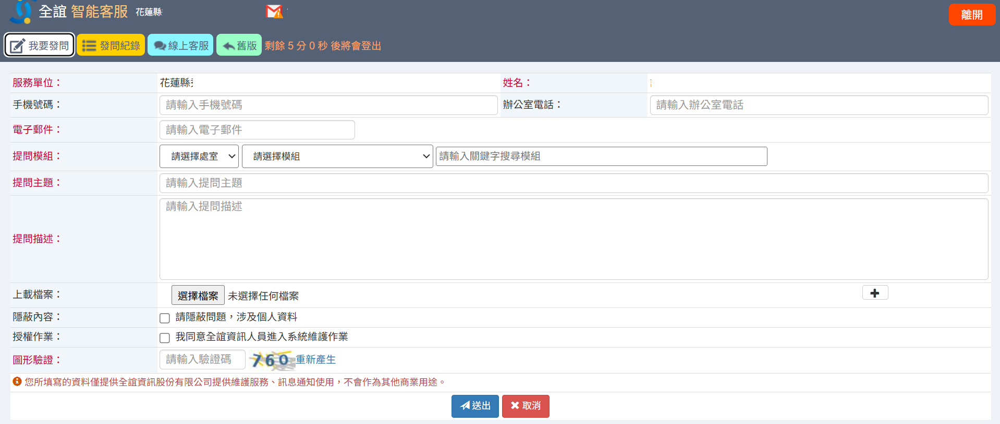 全誼 智能客服 花蓮縣
離開
我要發問 發問紀錄 線上客服 舊版 剩餘 5 分 0 秒 後將會登出
服務單位： 花蓮縣 姓名：
手機號碼： 請輸入手機號碼 辦公室電話： 請輸入辦公室電話
電子郵件： 請輸入電子郵件
提問模組： 請選擇處室 請選擇模組 請輸入關鍵字搜尋模組
提問主題： 請輸入提問主題
提問描述： 請輸入提問描述
上載檔案： 選擇檔案 未選擇任何檔案
隱蔽內容： 請隱蔽問題，涉及個人資料
授權作業： 我同意全誼資訊人員進入系統維護作業
圖形驗證： 請輸入驗證碼 760 重新產生
您所填寫的資料僅提供全誼資訊股份有限公司提供維護服務、訊息通知使用，不會作為其他商業用途。
送出 取消